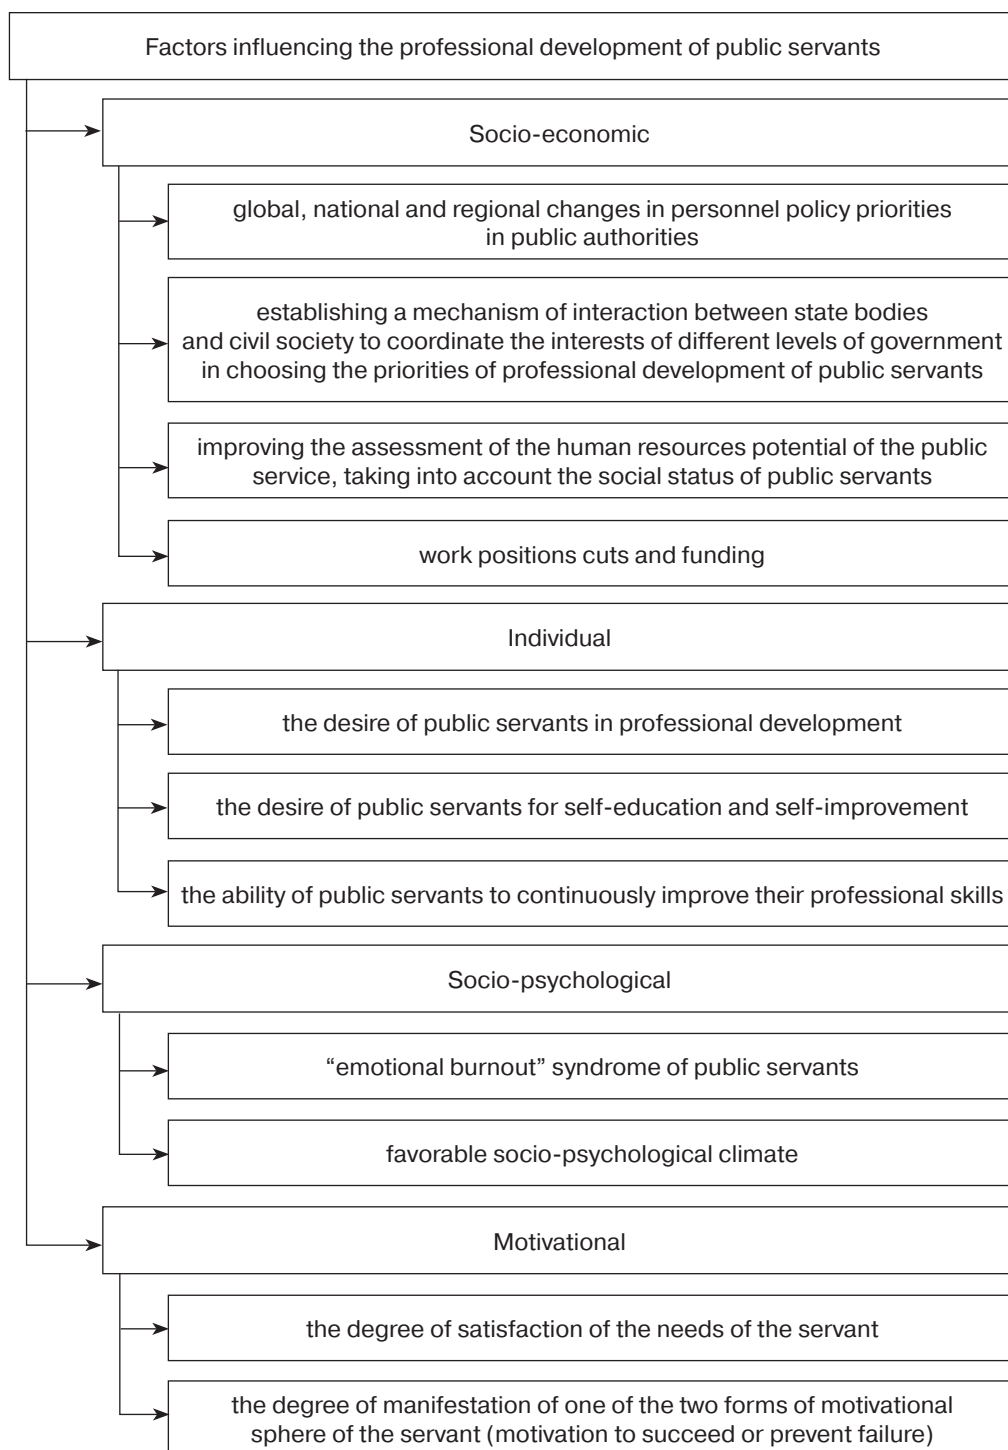 Factors influencing the professional development of public servants
Socio-economic
global, national and regional changes in personnel policy priorities
in public authorities
establishing a mechanism of interaction between state bodies
and civil society to coordinate the interests of different levels of government
in choosing the priorities of professional development of public servants
improving the assessment of the human resources potential of the public
service, taking into account the social status of public servants
work positions cuts and funding
Individual
the desire of public servants in professional development
the desire of public servants for self-education and self-improvement
the ability of public servants to continuously improve their professional skills
Socio-psychological
“emotional burnout” syndrome of public servants
favorable socio-psychological climate
Motivational
the degree of satisfaction of the needs of the servant
the degree of manifestation of one of the two forms of motivational
sphere of the servant (motivation to succeed or prevent failure)